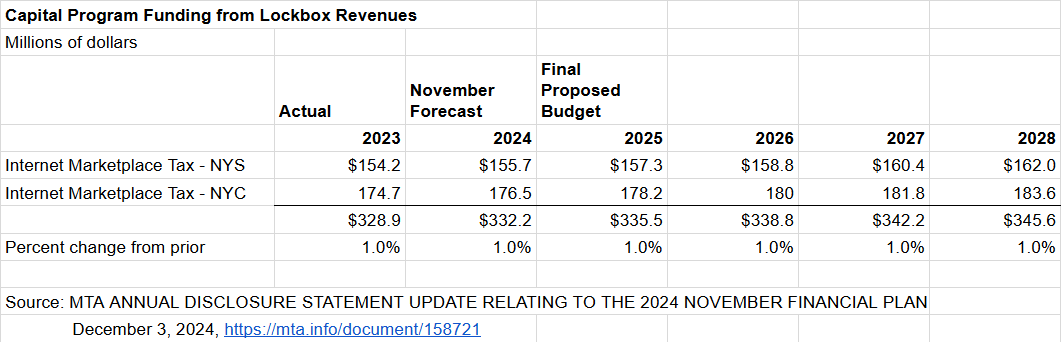 Capital Program Funding from Lockbox Revenues
Millions of dollars
Actual November Forecast Final Proposed Budget
2023 2024 2025 2026 2027 2028
Internet Marketplace Tax - NYS $154.2 $155.7 $157.3 $158.8 $160.4 $162.0
Internet Marketplace Tax - NYC 174.7 176.5 178.2 180 181.8 183.6
$328.9 $332.2 $335.5 $338.8 $342.2 $345.6
Percent change from prior 1.0% 1.0% 1.0% 1.0% 1.0% 1.0%
Source: MTA ANNUAL DISCLOSURE STATEMENT UPDATE RELATING TO THE 2024 NOVEMBER FINANCIAL PLAN
December 3, 2024, https://mta.info/document/158721